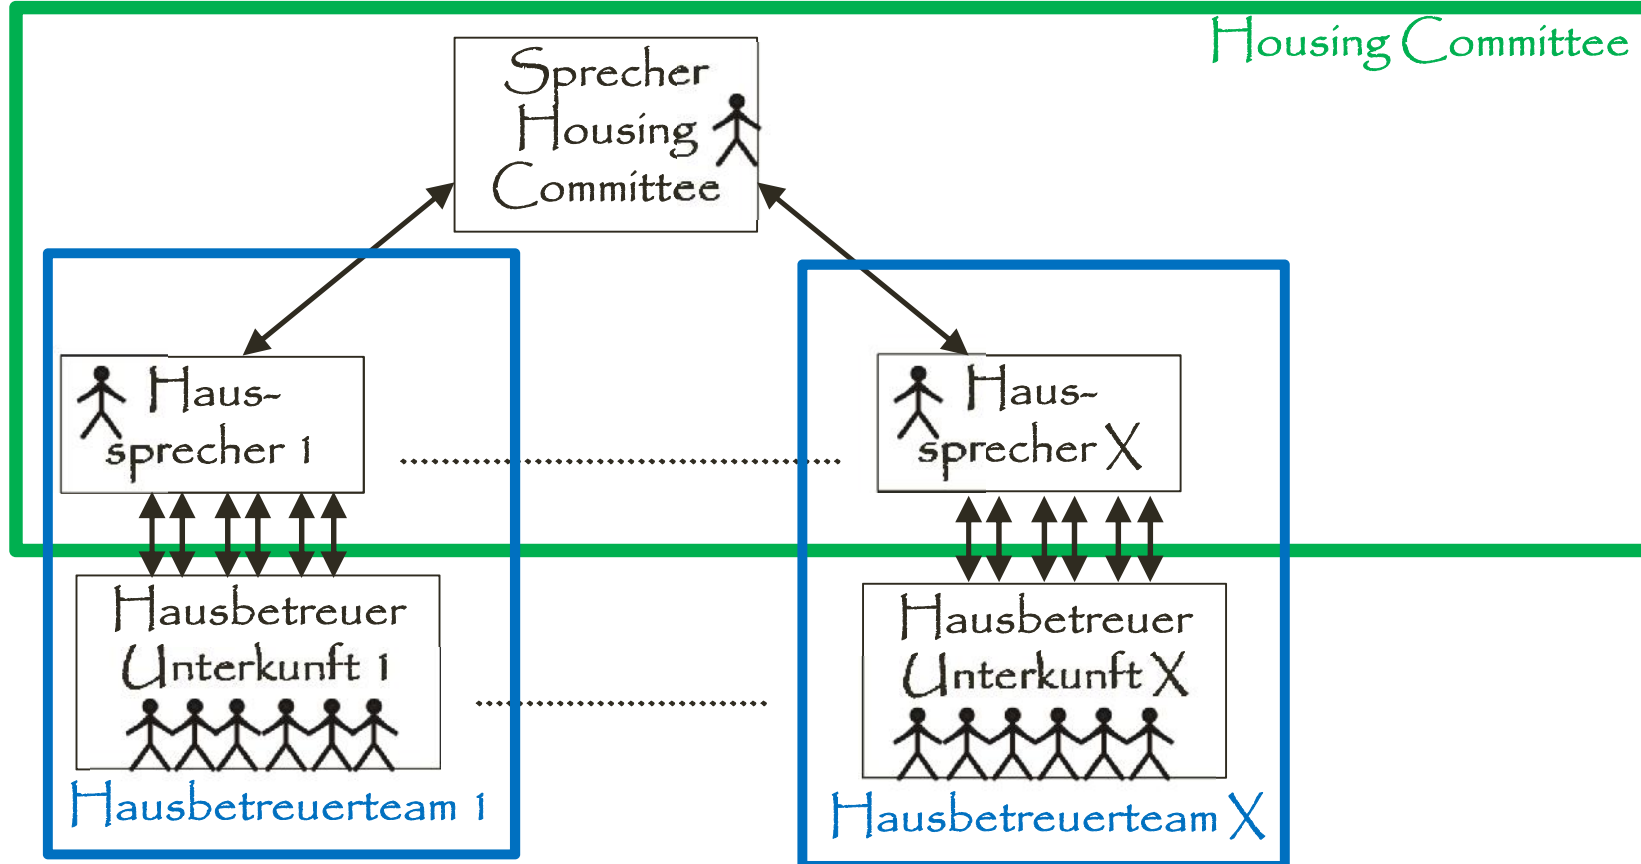 Housing Committee
Sprecher
Housing
Committee
Haus-
sprecher 1
Haus-
sprecher X
Hausbetreuer
Unterkunft 1
Hausbetreuer
Unterkunft X
Hausbetreuerteam 1
Hausbetreuerteam X